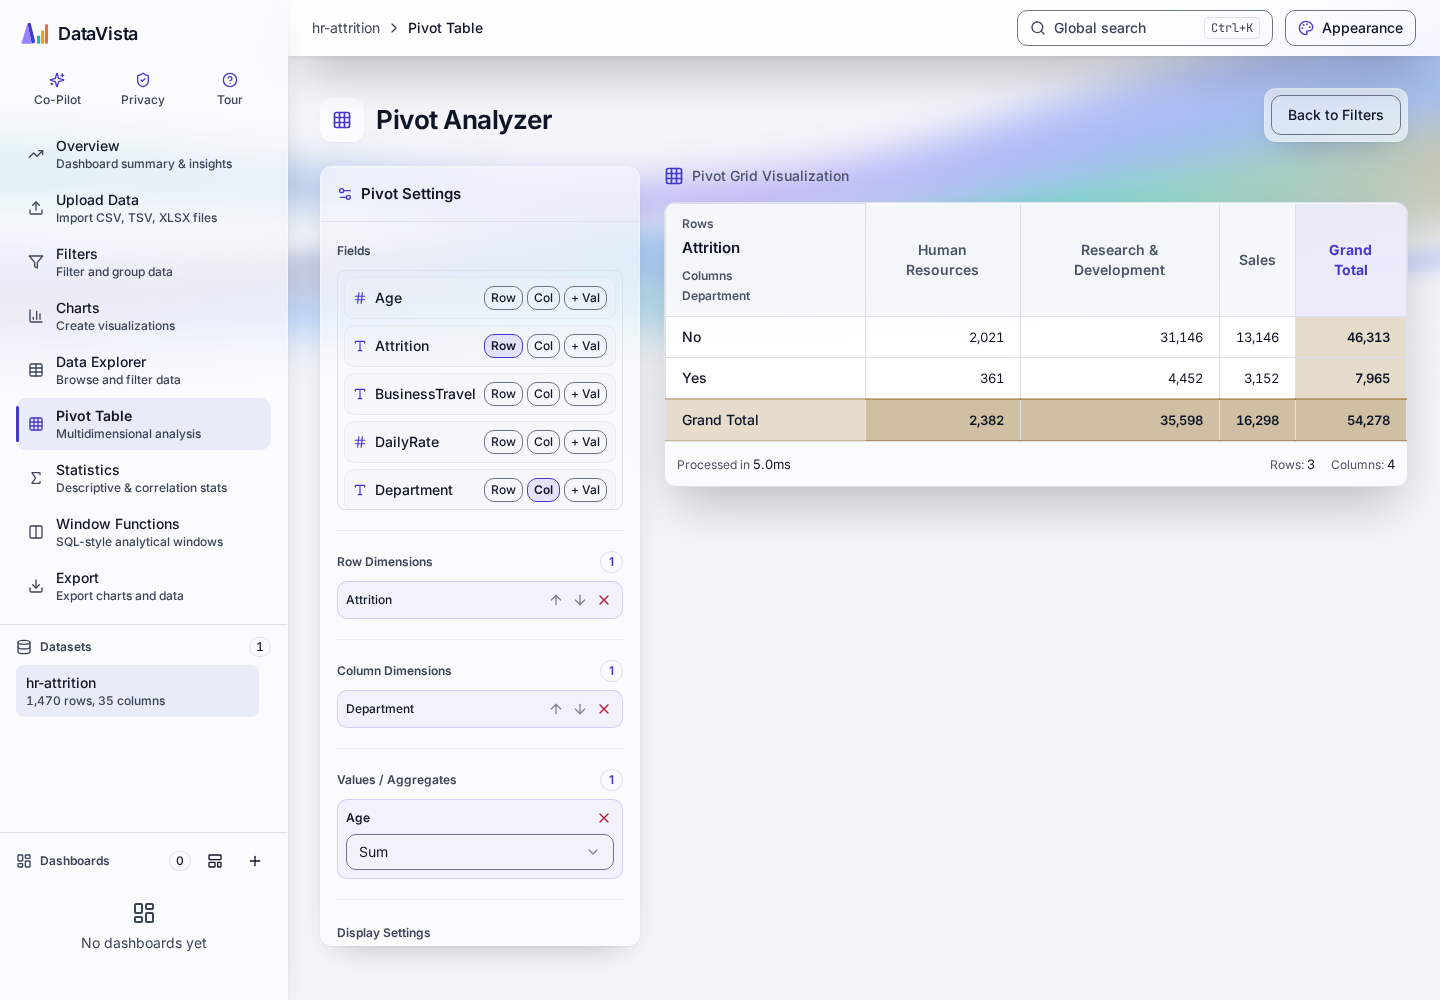 DataVista
Co-Pilot
Privacy
Tour
Overview
Dashboard summary & insights
Upload Data
Import CSV, TSV, XLSX files
Filters
Filter and group data
Charts
Create visualizations
Data Explorer
Browse and filter data
Pivot Table
Multidimensional analysis
Statistics
Descriptive & correlation stats
Window Functions
SQL-style analytical windows
Export
Export charts and data
Datasets 1
hr-attrition
1,470 rows, 35 columns
Dashboards 0
No dashboards yet
hr-attrition Pivot Table
Global search Ctrl+K
Appearance
Pivot Analyzer
Back to Filters
Pivot Settings
Fields
Age Row Col + Val
Attrition Row Col + Val
BusinessTravel Row Col + Val
DailyRate Row Col + Val
Department Row Col + Val
Row Dimensions 1
Attrition
Column Dimensions 1
Department
Values / Aggregates 1
Age
Sum
Display Settings
Pivot Grid Visualization
Rows
Attrition
Columns
Department
Human
Resources
Research &
Development
Sales
Grand
Total
No 2,021 31,146 13,146 46,313
Yes 361 4,452 3,152 7,965
Grand Total 2,382 35,598 16,298 54,278
Processed in 5.0ms Rows: 3 Columns: 4